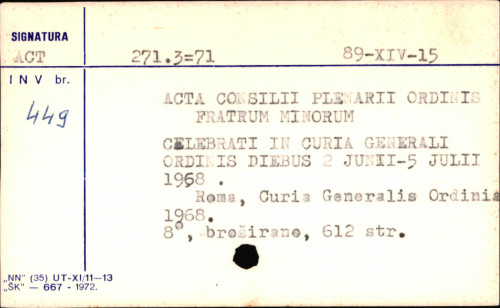 SIGNATURA
ACT 271.3=71 89-XIV-15
INV br.
449
ACTA CONSILII PLENARII ORDINIS
FRATRUM MINORUM
CELEBRATI IN CURIA GENERALI
ORDINIS DIEBUS 2 JUNII-5 JULII
1968 .
Roma, Curia Generalis Ordinis
1968.
8°, broširano, 612 str.
„NN" (35) UT-XI/11—13
„ŠK" — 667 - 1972.